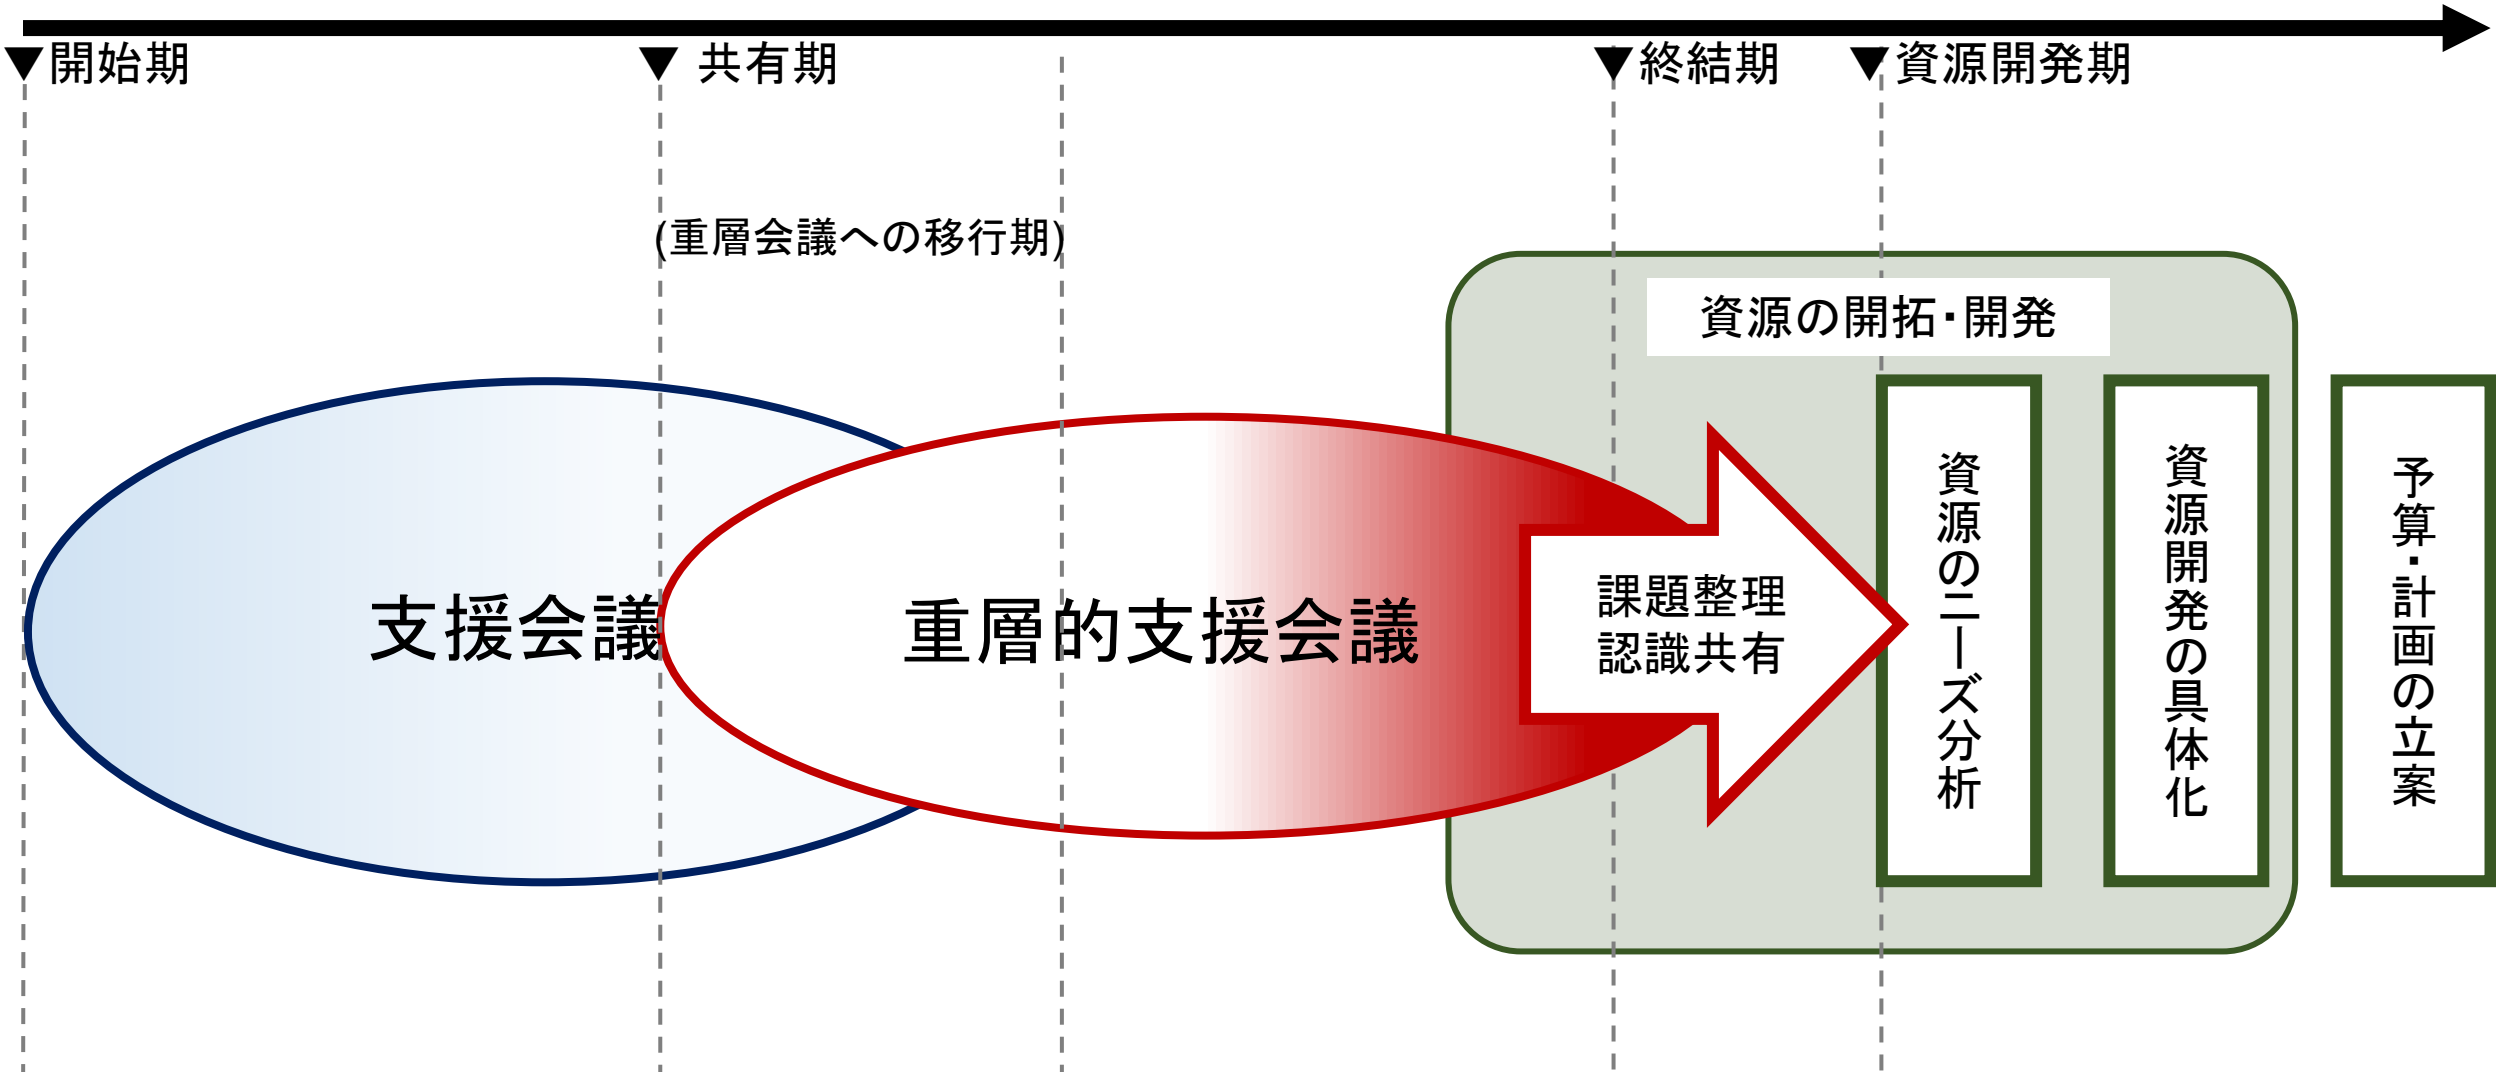 開始期
共有期
終結期
資源開発期
(重層会議への移行期)
資源の開拓・開発
支援会議
重層的支援会議
課題整理
認識共有
資源のニーズ分析
資源開発の具体化
予算・計画の立案